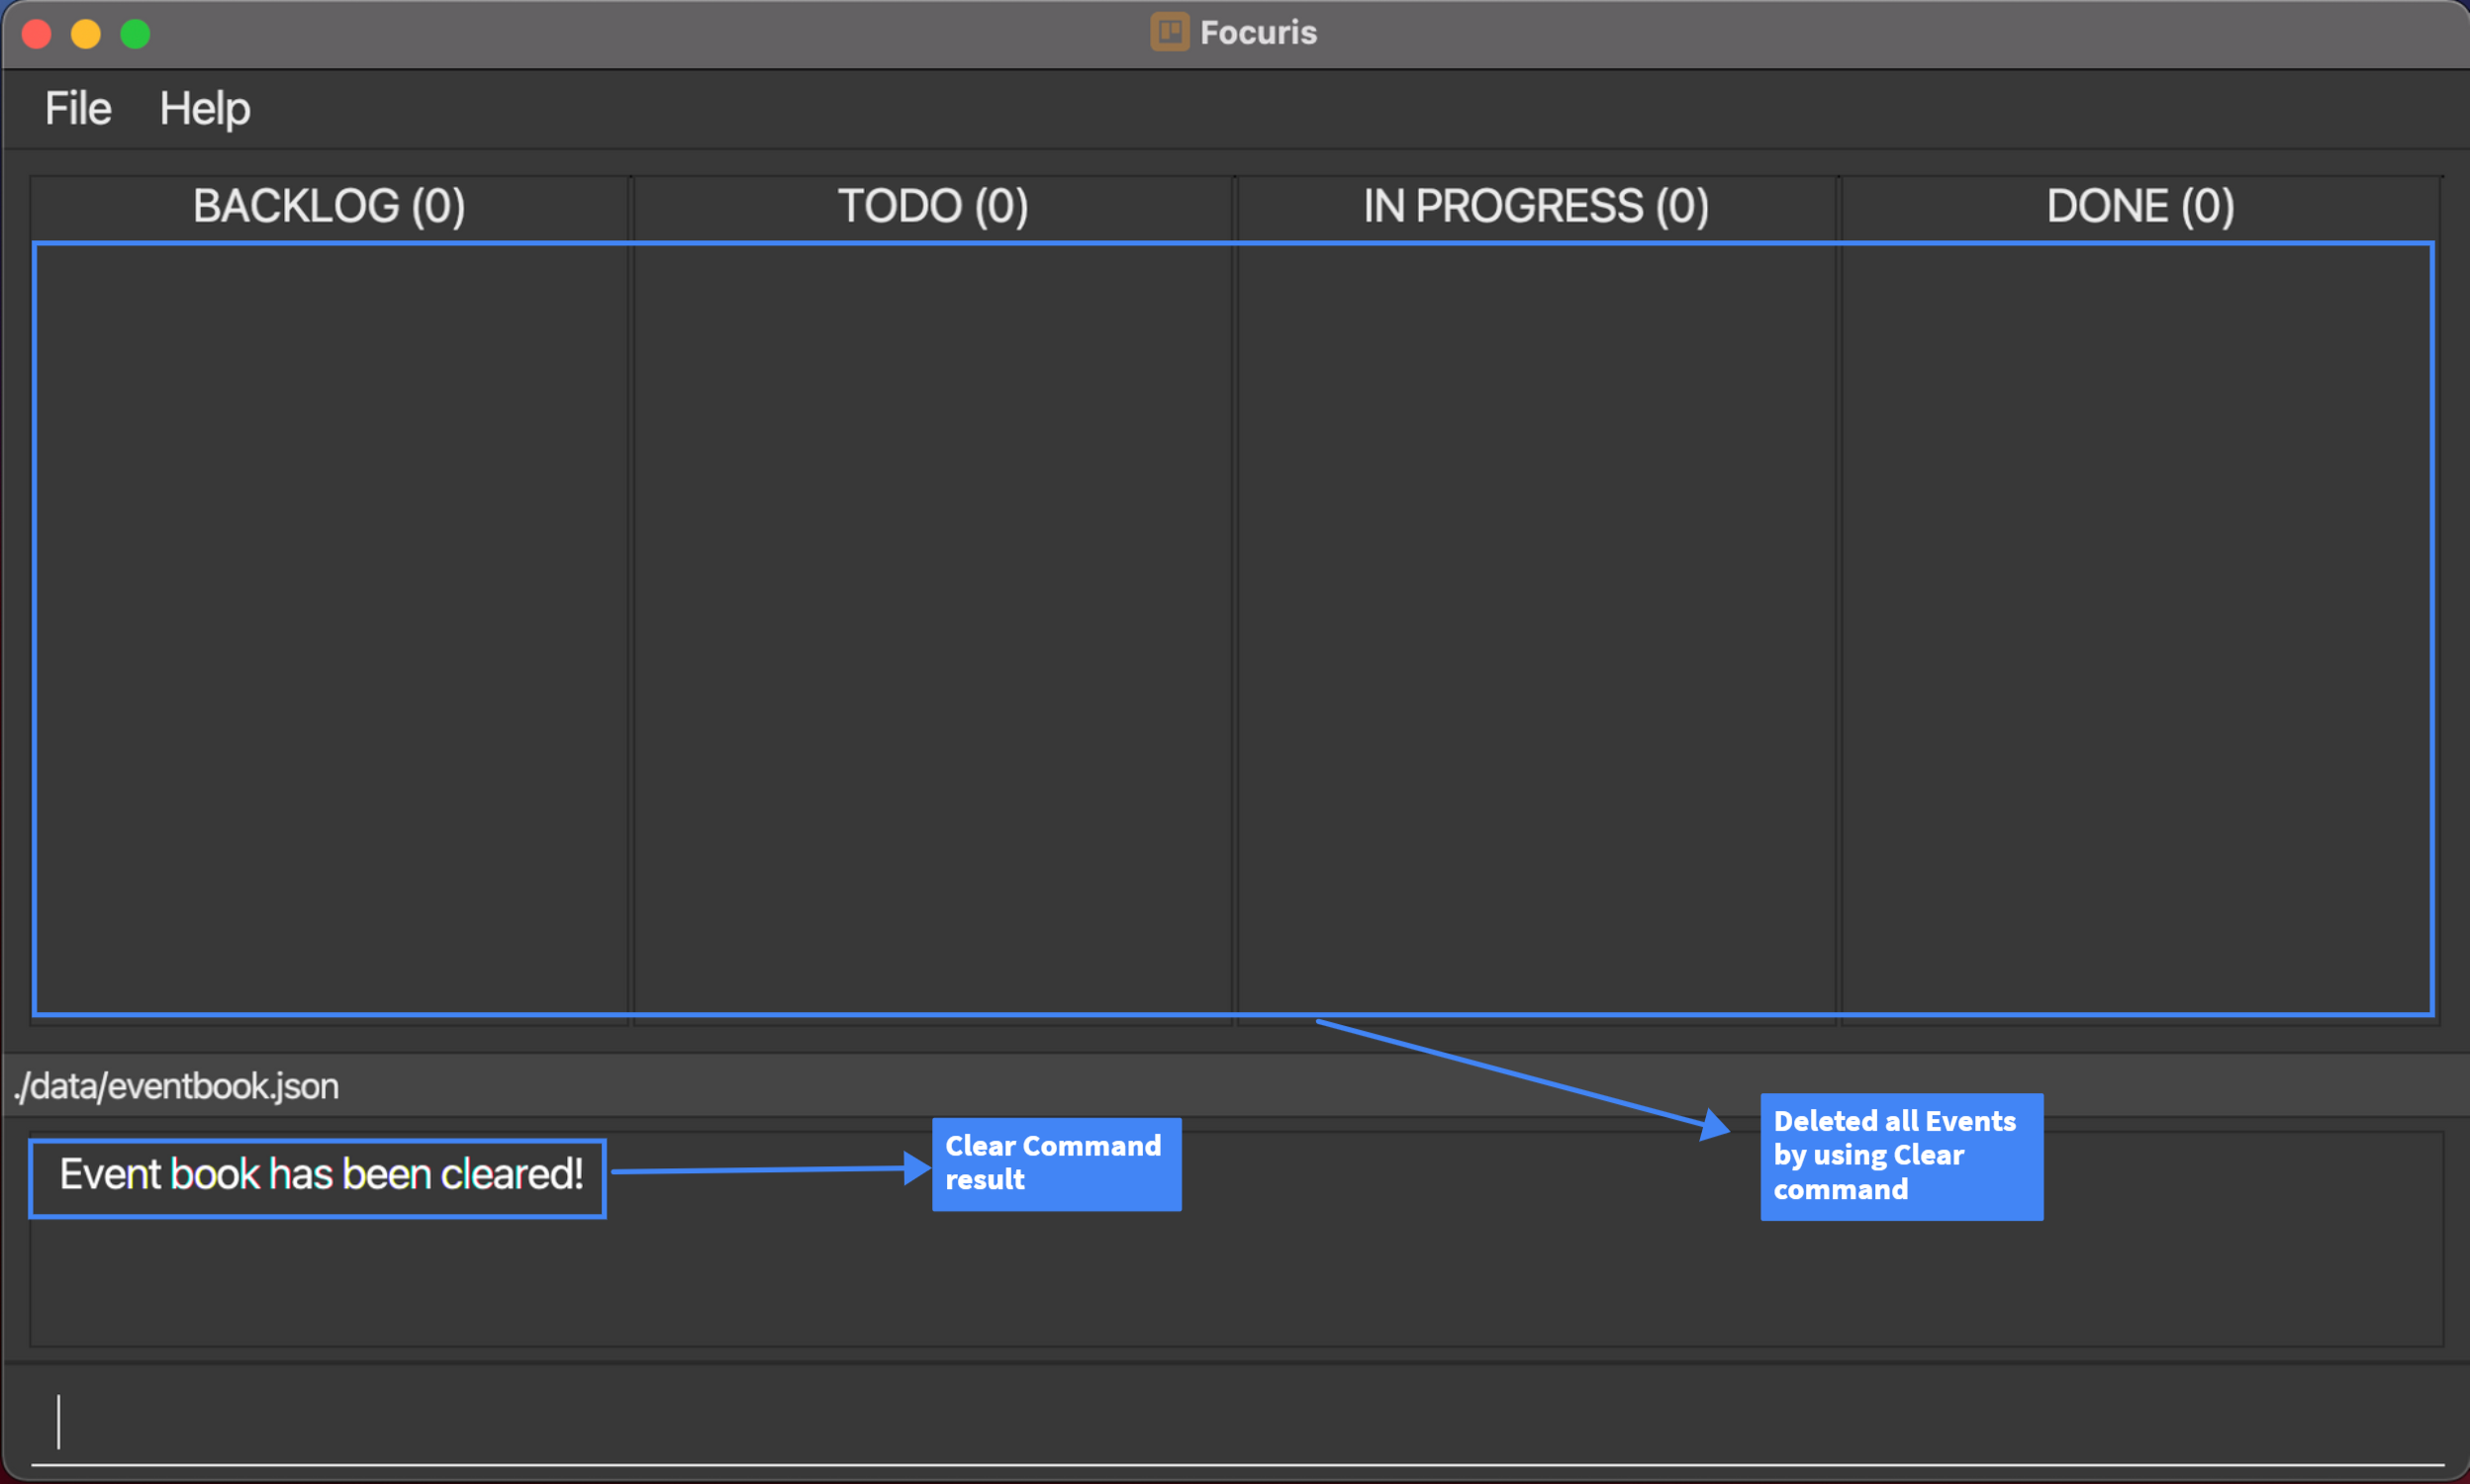 Focuris
File Help
BACKLOG (0) TODO (0) IN PROGRESS (0) DONE (0)
./data/eventbook.json
Event book has been cleared!
Clear Command
result
Deleted all Events
by using Clear
command